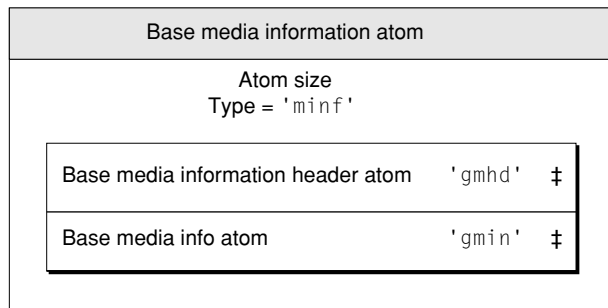 Base media information atom
Atom size
Type = 'minf'
Base media information header atom 'gmhd' ‡
Base media info atom 'gmin' ‡